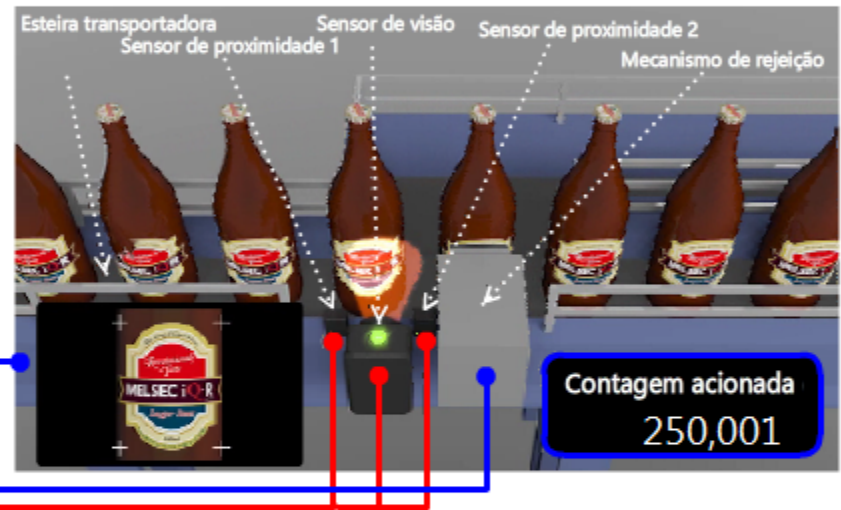 Esteira transportadora
Sensor de proximidade 1
Sensor de visão
Sensor de proximidade 2
Mecanismo de rejeição
MELSEC iQ-R
Contagem acionada
250,001